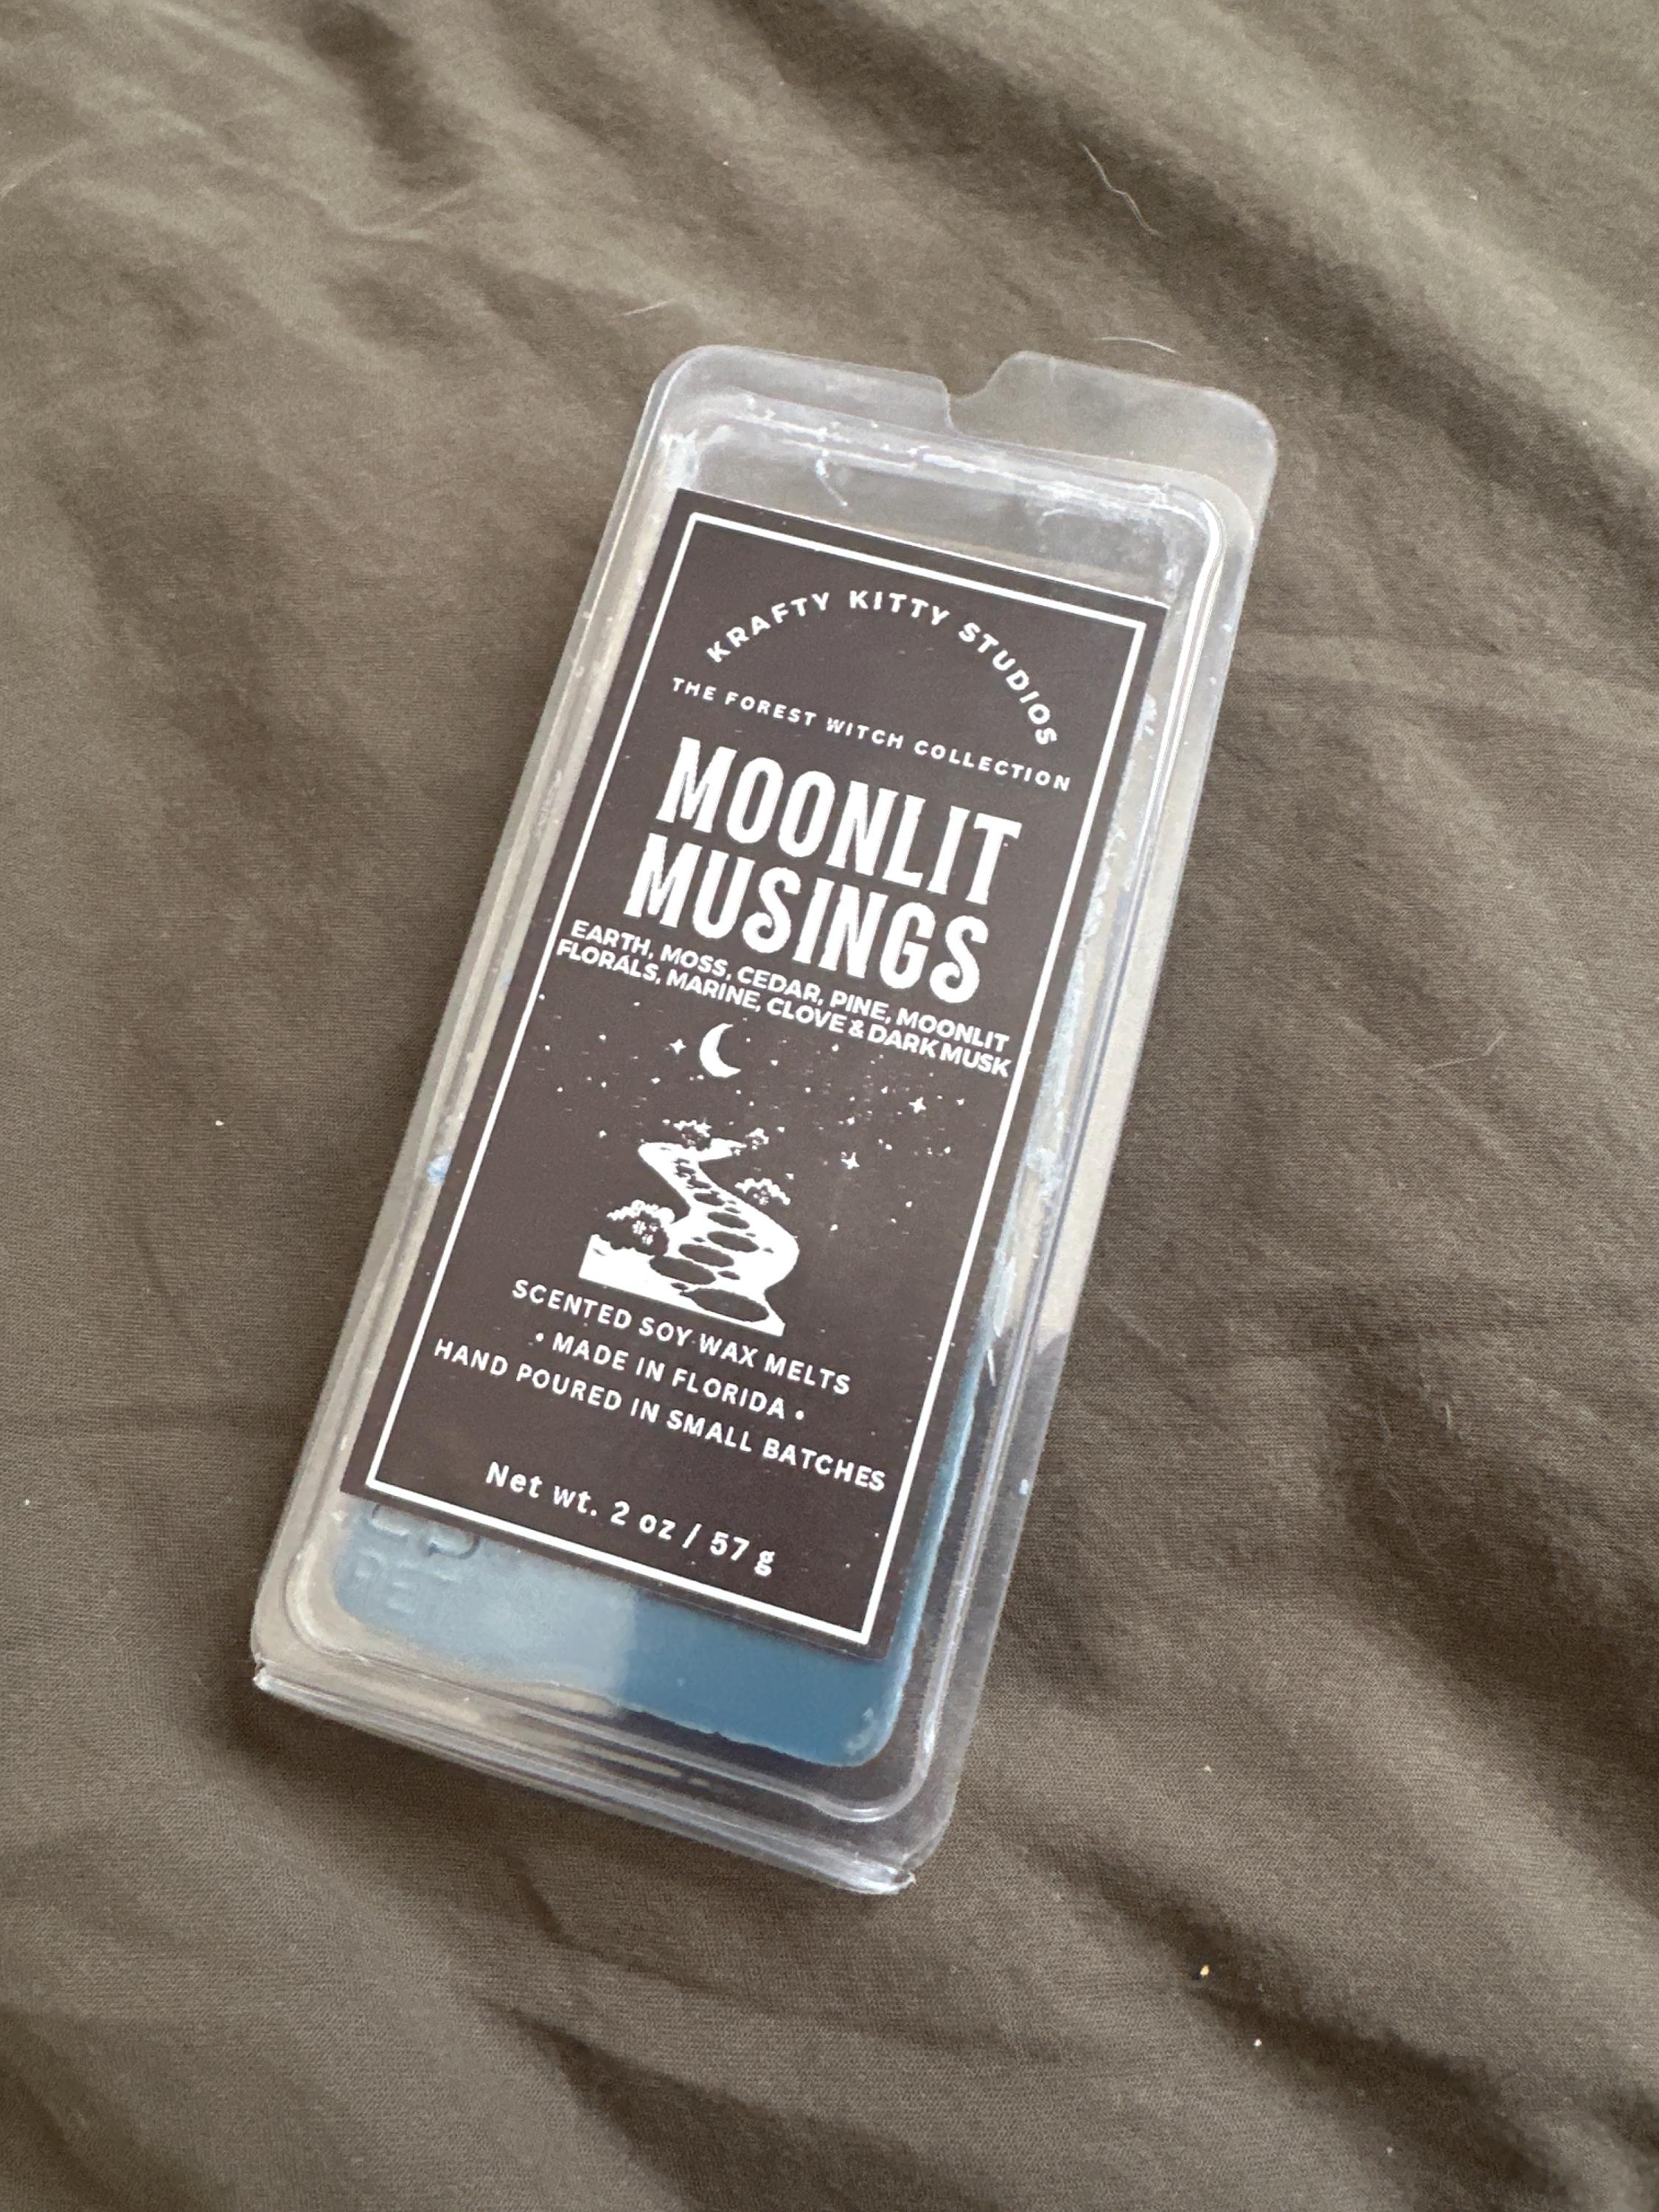 KRAFTY KITTY STUDIOS
THE FOREST WITCH COLLECTION
MOONLIT
MUSINGS
EARTH, MOSS, CEDAR, PINE, MOONLIT
FLORALS, MARINE, CLOVE & DARK MUSK
SCENTED SOY WAX MELTS
• MADE IN FLORIDA •
HAND POURED IN SMALL BATCHES
Net wt. 2 oz / 57 g